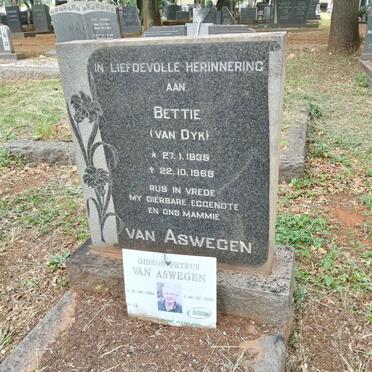 IN LIEFDEVOLLE HERINNERING
AAN
BETTIE
(VAN DYK)
* 27.1.1939
† 22.10.1968
RUS IN VREDE
MY DIERBARE EGGENOTE
EN ONS MAMMIE
VAN ASWEGEN
GIDEON PETRUS
VAN ASWEGEN